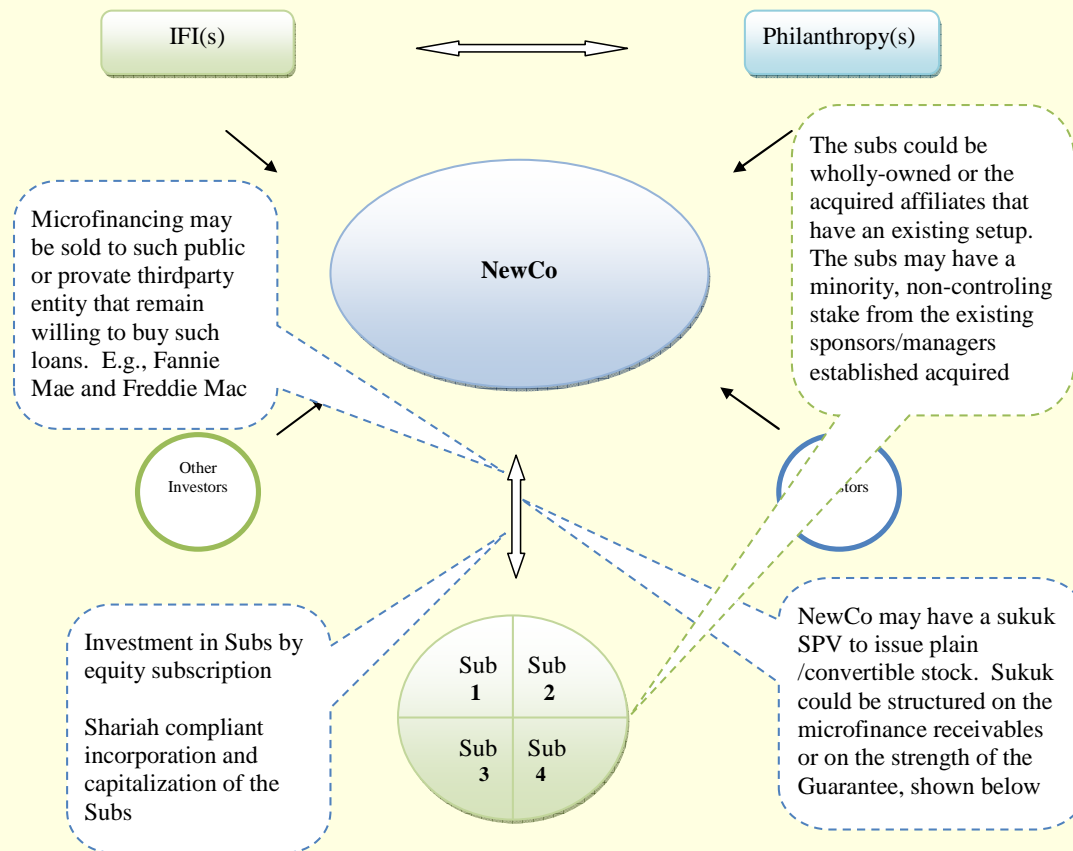 IFI(s)
Philanthropy(s)
The subs could be
wholly-owned or the
acquired affiliates that
have an existing setup.
The subs may have a
minority, non-controling
stake from the existing
sponsors/managers
established acquired
Microfinancing may
be sold to such public
or provate thirdparty
entity that remain
willing to buy such
loans.  E.g., Fannie
Mae and Freddie Mac
NewCo
Other
Investors
Investment in Subs by
equity subscription
Shariah compliant
incorporation and
capitalization of the
Subs
Sub
1
Sub
2
Sub
3
Sub
4
NewCo may have a sukuk
SPV to issue plain
/convertible stock.  Sukuk
could be structured on the
microfinance receivables
or on the strength of the
Guarantee, shown below